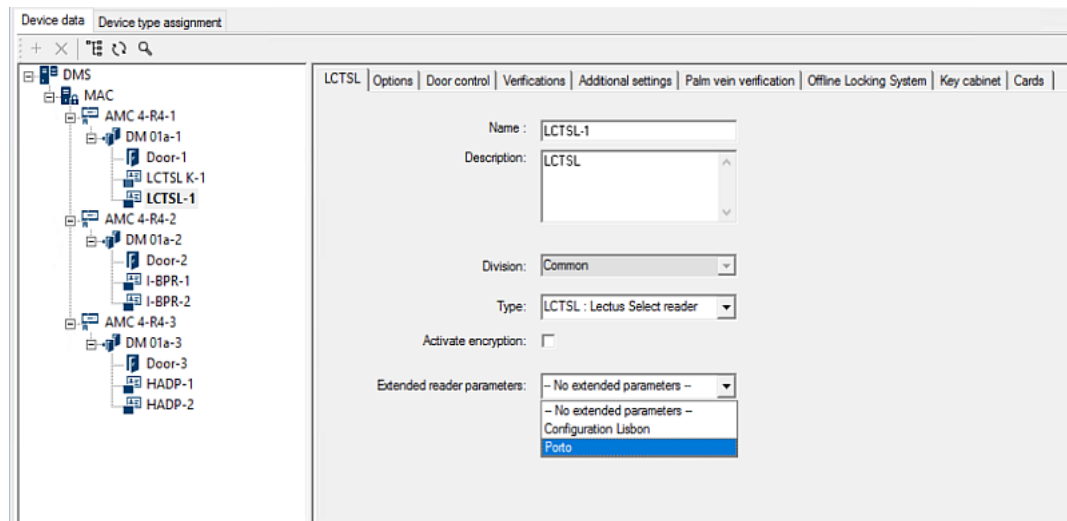 Device data Device type assignment
DMS
MAC
AMC 4-R4-1
DM 01a-1
Door-1
LCTSL K-1
LCTSL-1
AMC 4-R4-2
DM 01a-2
Door-2
I-BPR-1
I-BPR-2
AMC 4-R4-3
DM 01a-3
Door-3
HADP-1
HADP-2
LCTSL Options Door control Verifications Additional settings Palm vein verification Offline Locking System Key cabinet Cards
Name : LCTSL-1
Description: LCTSL
Division: Common
Type: LCTSL : Lectus Select reader
Activate encryption:
Extended reader parameters: -- No extended parameters --
-- No extended parameters --
Configuration Lisbon
Porto